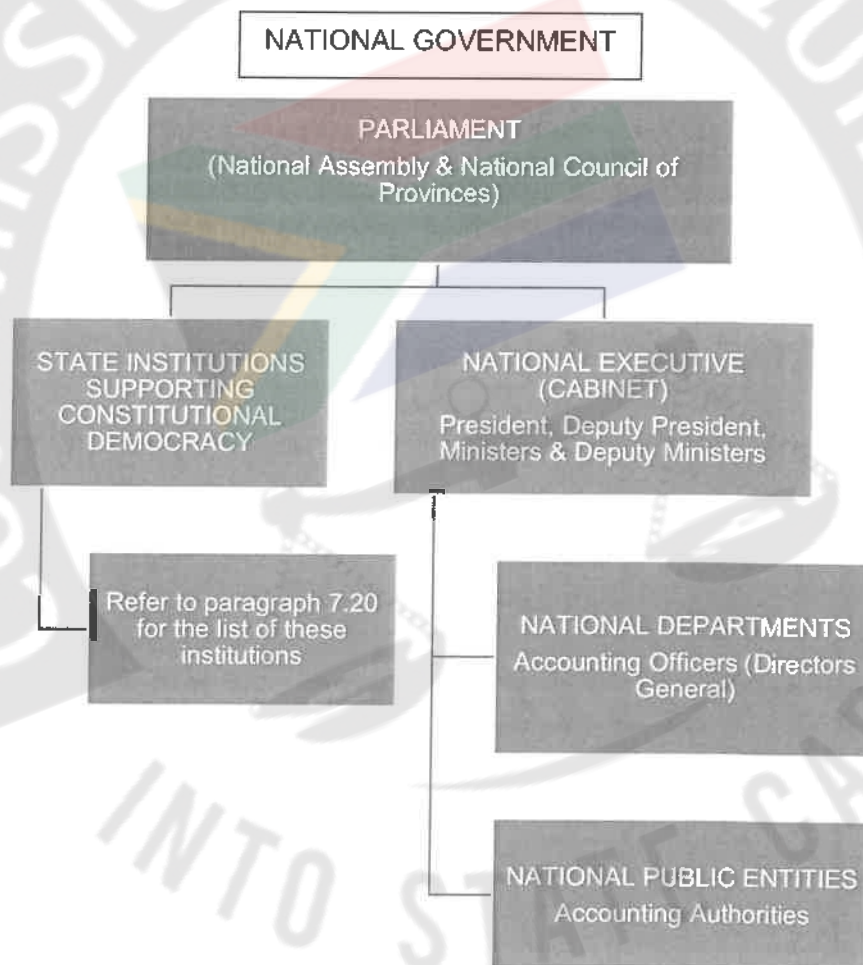 NATIONAL GOVERNMENT
PARLIAMENT
(National Assembly & National Council of
Provinces)
STATE INSTITUTIONS
SUPPORTING
CONSTITUTIONAL
DEMOCRACY
NATIONAL EXECUTIVE
(CABINET)
President, Deputy President,
Ministers & Deputy Ministers
Refer to paragraph 7.20
for the list of these
institutions
NATIONAL DEPARTMENTS
Accounting Officers (Directors
General)
NATIONAL PUBLIC ENTITIES
Accounting Authorities
INTO STATE